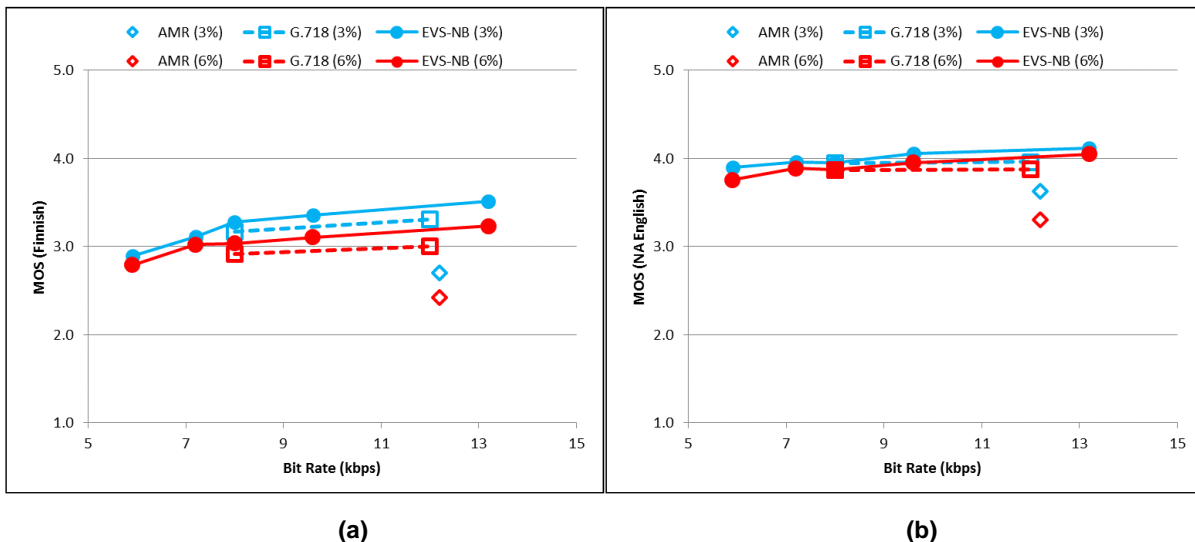 AMR (3%) G.718 (3%) EVS-NB (3%)
AMR (6%) G.718 (6%) EVS-NB (6%)
5.0
4.0
3.0
2.0
1.0
MOS (Finnish)
5 7 9 11 13 15
Bit Rate (kbps)
(a)
AMR (3%) G.718 (3%) EVS-NB (3%)
AMR (6%) G.718 (6%) EVS-NB (6%)
5.0
4.0
3.0
2.0
1.0
MOS (NA English)
5 7 9 11 13 15
Bit Rate (kbps)
(b)